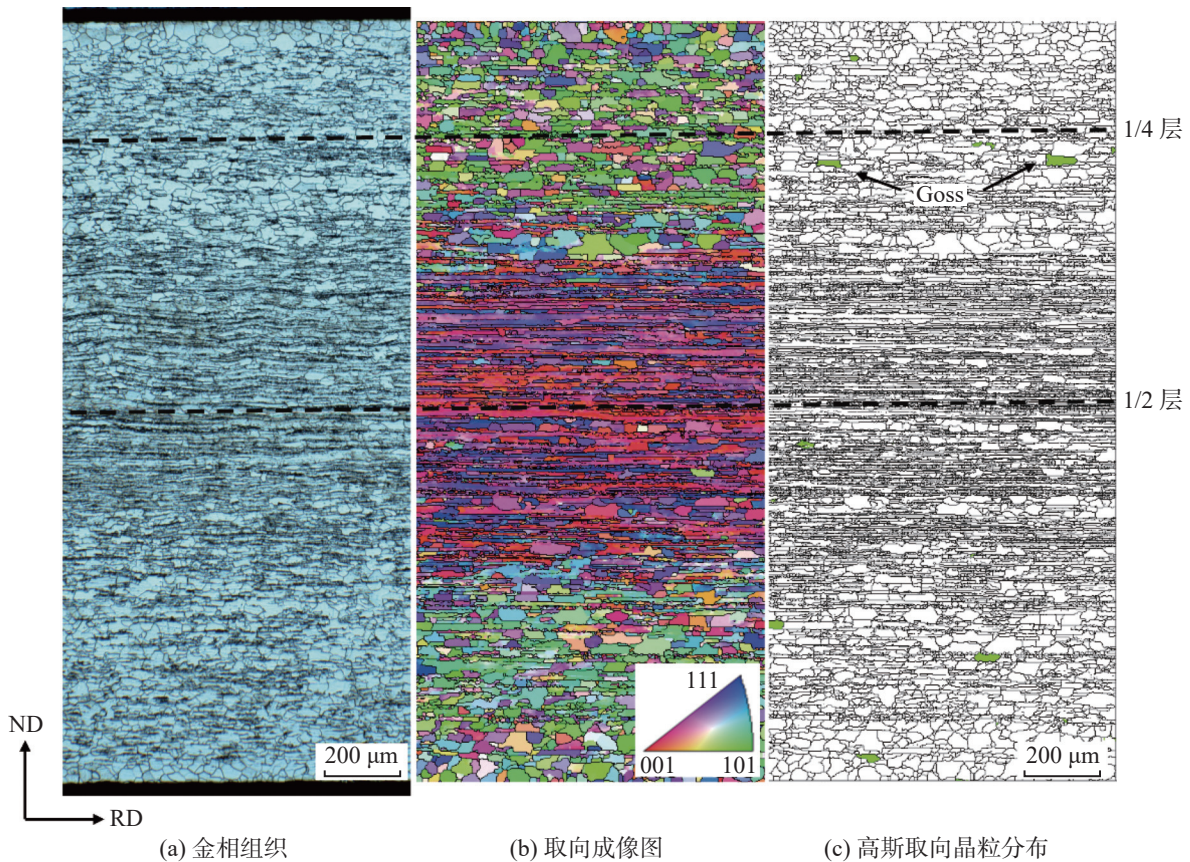 1/4 层
Goss
1/2 层
111
001
101
ND
RD
200 μm
200 μm
(a) 金相组织
(b) 取向成像图
(c) 高斯取向晶粒分布